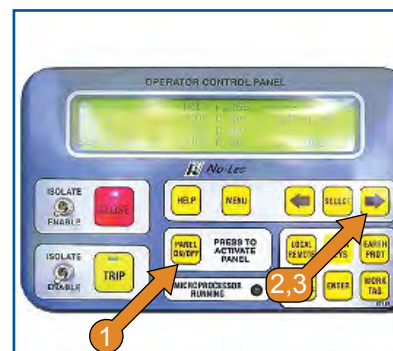 OPERATOR CONTROL PANEL
Nu-Lec
ISOLATE
ENABLE
CLOSE
HELP
MENU
SELECT
ISOLATE
ENABLE
TRIP
PANEL
ON/OFF
PRESS TO
ACTIVATE
PANEL
LOCAL
REMOTE
EARTH
PROT
MICROPROCESSOR
RUNNING
ENTER
WORK
TAG
1
2,3